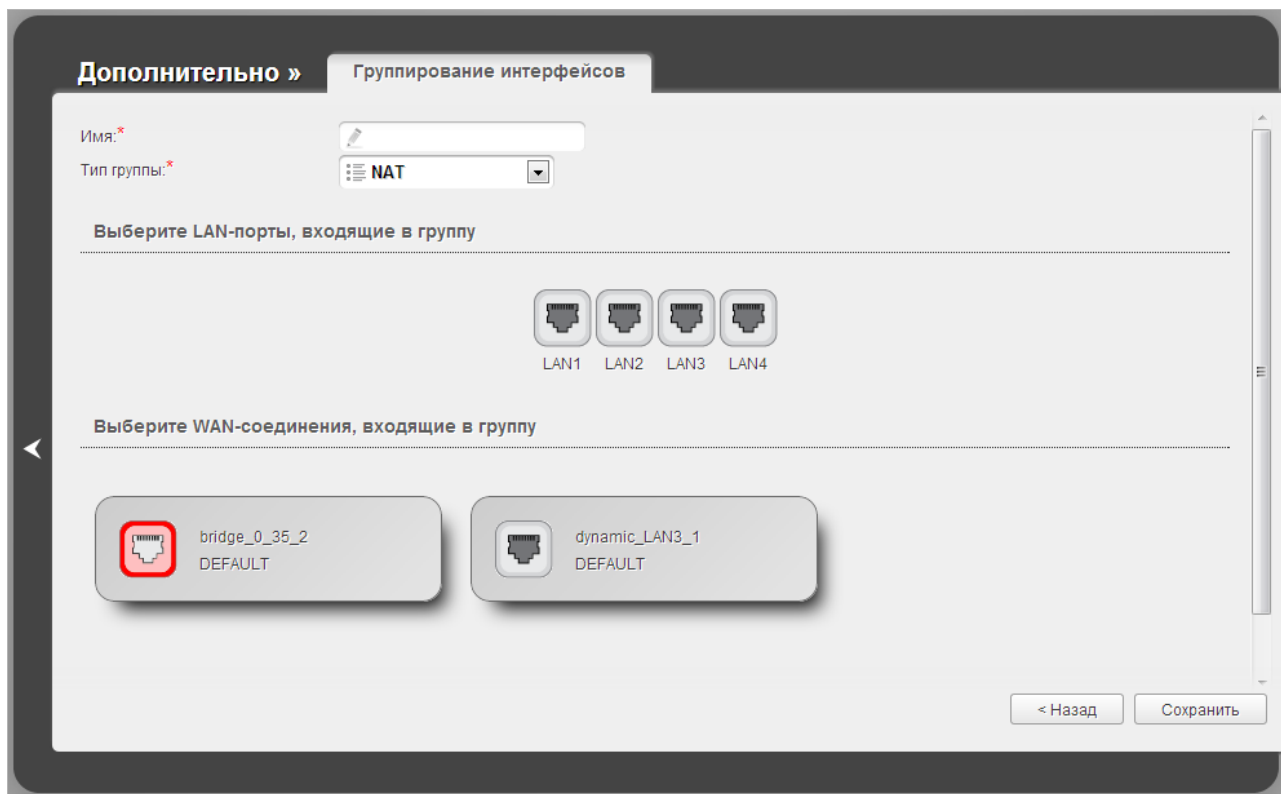 Дополнительно »
Группирование интерфейсов
Имя:*
Тип группы:*
NAT
Выберите LAN-порты, входящие в группу
LAN1 LAN2 LAN3 LAN4
Выберите WAN-соединения, входящие в группу
bridge_0_35_2
DEFAULT
dynamic_LAN3_1
DEFAULT
< Назад
Сохранить